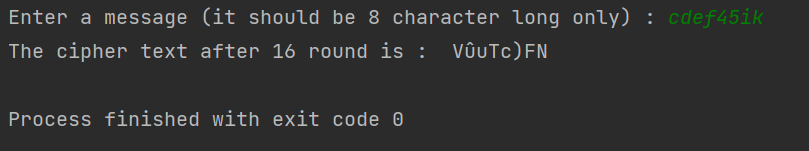 Enter a message (it should be 8 character long only) : cdef45ik
The cipher text after 16 round is :  VûuTc)FN
Process finished with exit code 0